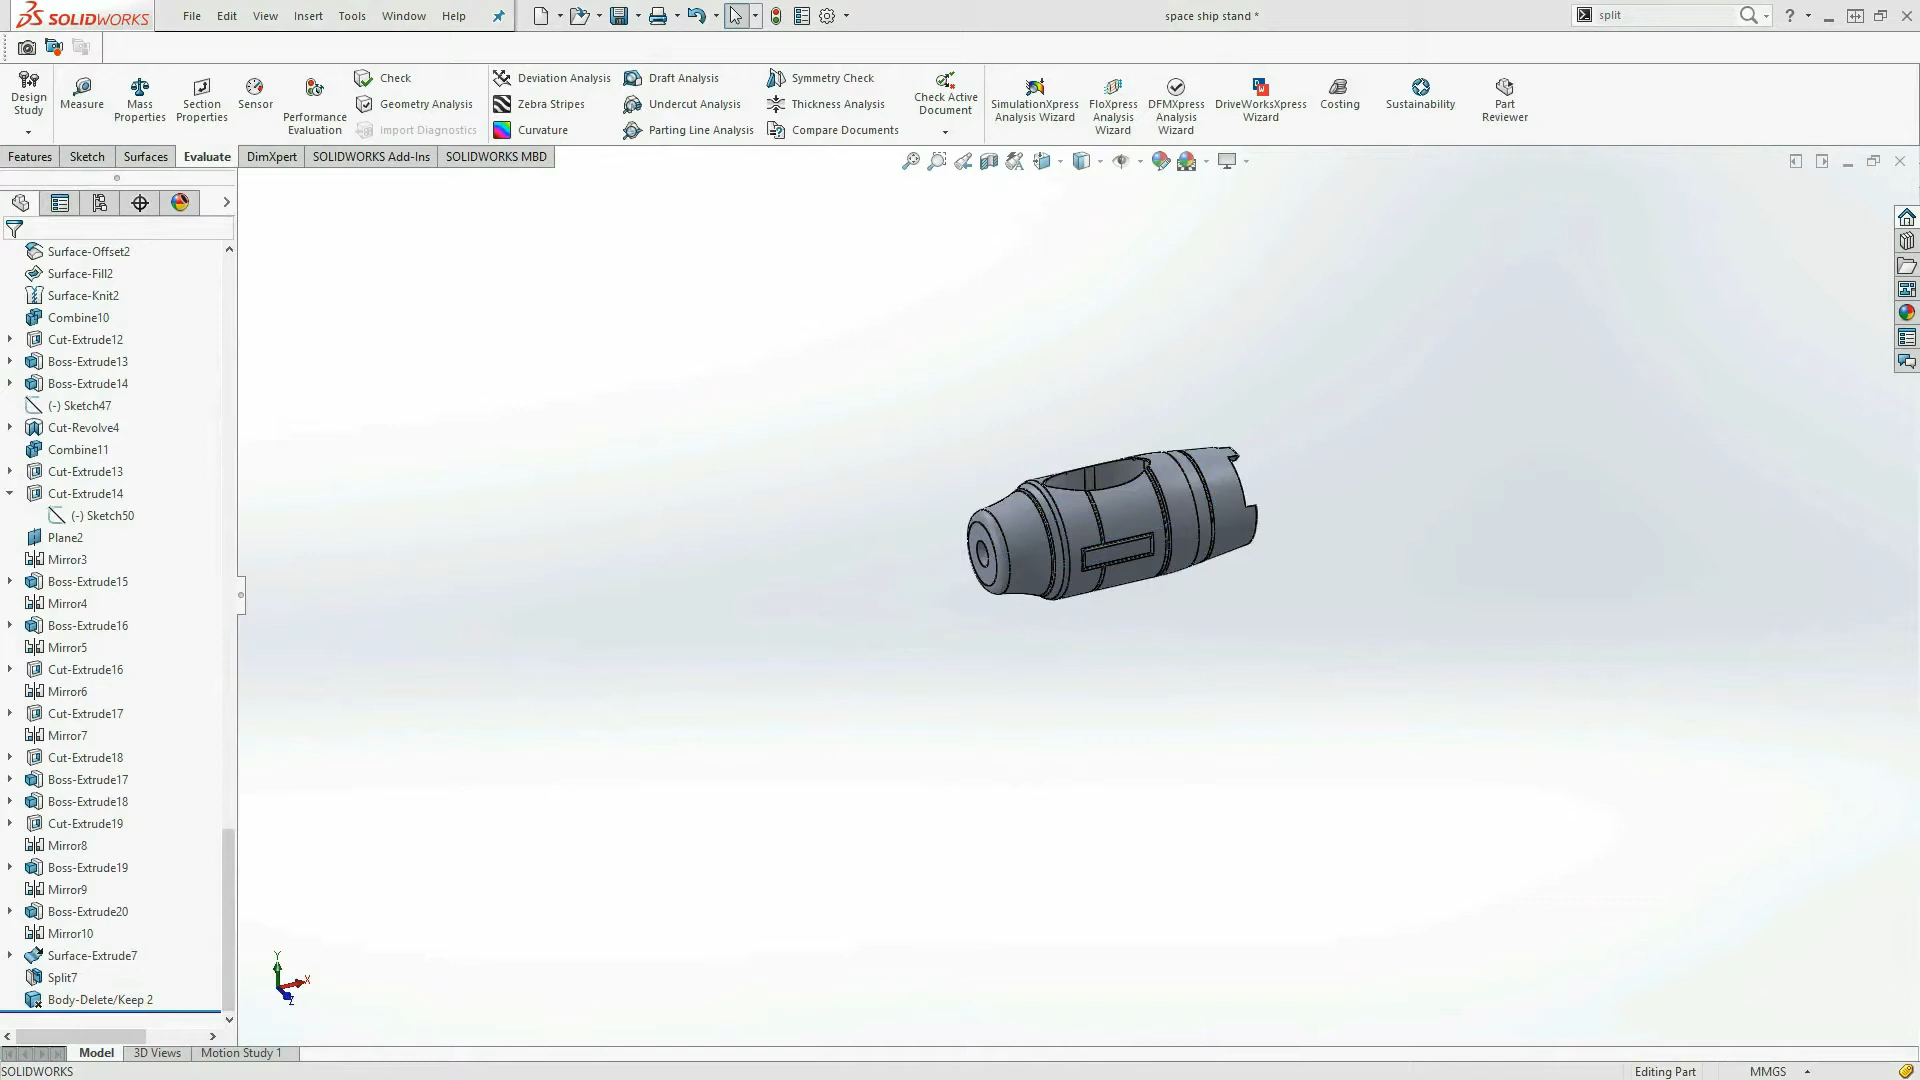 SOLIDWORKS File Edit View Insert Tools Window Help space ship stand * split ?
Design Study
Measure
Mass Properties
Section Properties
Sensor
Performance Evaluation
Check
Geometry Analysis
Import Diagnostics
Deviation Analysis
Zebra Stripes
Curvature
Draft Analysis
Undercut Analysis
Parting Line Analysis
Symmetry Check
Thickness Analysis
Compare Documents
Check Active Document
SimulationXpress Analysis Wizard
FloXpress Analysis Wizard
DFMXpress Analysis Wizard
DriveWorksXpress Wizard
Costing
Sustainability
Part Reviewer
Features Sketch Surfaces Evaluate DimXpert SOLIDWORKS Add-Ins SOLIDWORKS MBD
Surface-Offset2
Surface-Fill2
Surface-Knit2
Combine10
Cut-Extrude12
Boss-Extrude13
Boss-Extrude14
(-) Sketch47
Cut-Revolve4
Combine11
Cut-Extrude13
Cut-Extrude14
(-) Sketch50
Plane2
Mirror3
Boss-Extrude15
Mirror4
Boss-Extrude16
Mirror5
Cut-Extrude16
Mirror6
Cut-Extrude17
Mirror7
Cut-Extrude18
Boss-Extrude17
Boss-Extrude18
Cut-Extrude19
Mirror8
Boss-Extrude19
Mirror9
Boss-Extrude20
Mirror10
Surface-Extrude7
Split7
Body-Delete/Keep 2
Y
X
Z
Model 3D Views Motion Study 1
SOLIDWORKS Editing Part MMGS